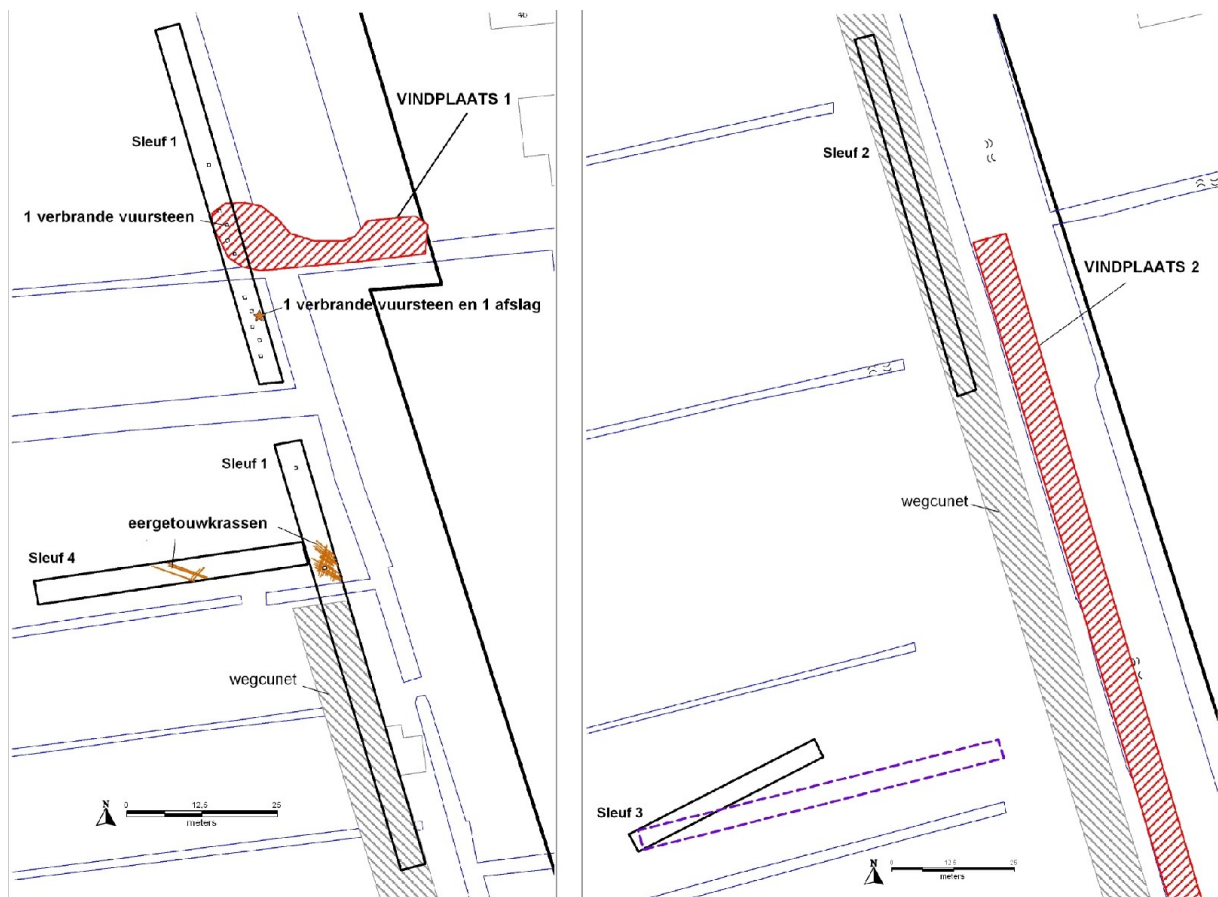 40
VINDPLAATS 1
Sleuf 1
1 verbrande vuursteen
1 verbrande vuursteen en 1 afslag
Sleuf 1
eergetouwkrassen
Sleuf 4
wegcunet
N
0 12,5 25
meters
Sleuf 2
VINDPLAATS 2
wegcunet
Sleuf 3
N
0 12,5 25
meters